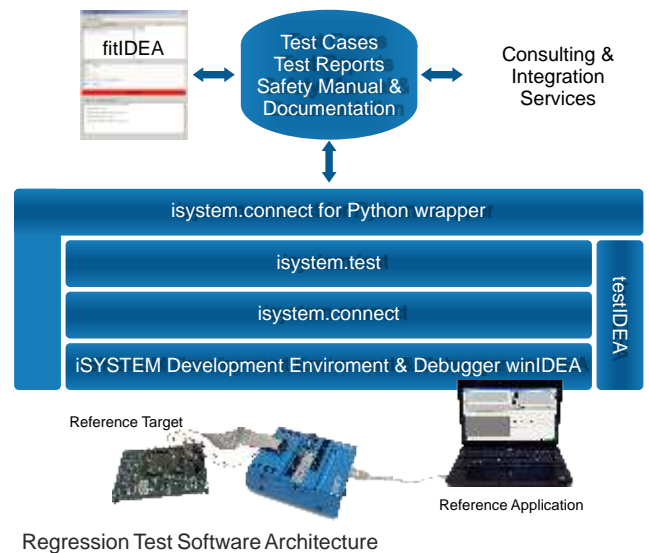 fitIDEA
Test Cases
Test Reports
Safety Manual &
Documentation
Consulting &
Integration
Services
isystem.connect for Python wrapper
isystem.test
isystem.connect
iSYSTEM Development Enviroment & Debugger winIDEA
testIDEA
Reference Target
Reference Application
Regression Test Software Architecture